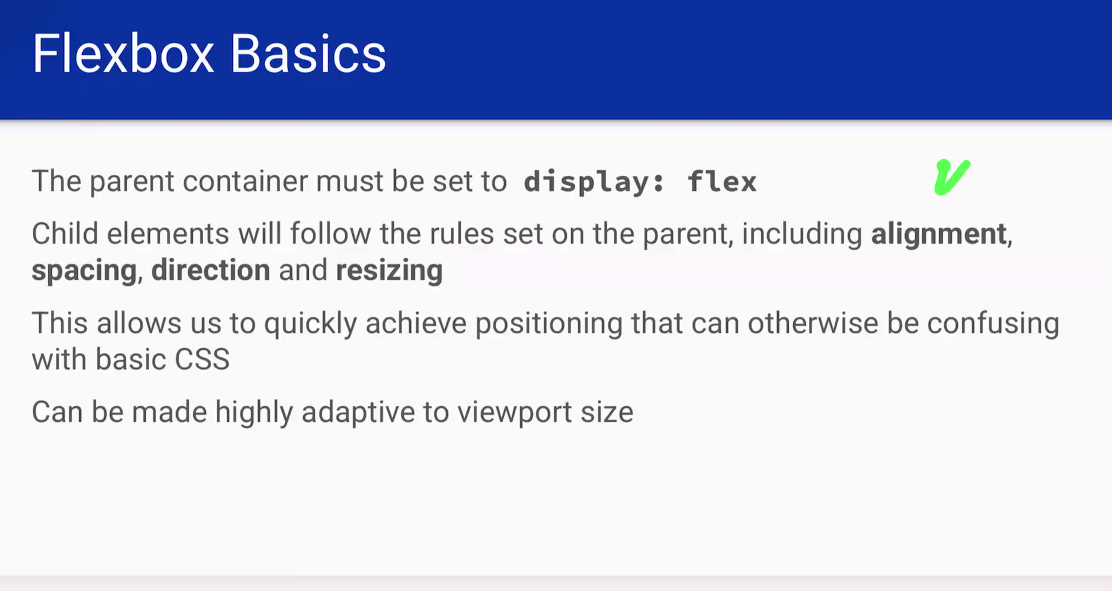 Flexbox Basics
The parent container must be set to display: flex
Child elements will follow the rules set on the parent, including alignment,
spacing, direction and resizing
This allows us to quickly achieve positioning that can otherwise be confusing
with basic CSS
Can be made highly adaptive to viewport size